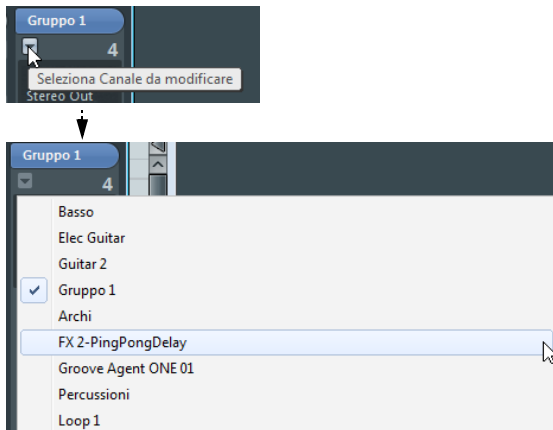 Gruppo 1
4
Seleziona Canale da modificare
Stereo Out
Gruppo 1
4
Basso
Elec Guitar
Guitar 2
Gruppo 1
Archi
FX 2-PingPongDelay
Groove Agent ONE 01
Percussioni
Loop 1